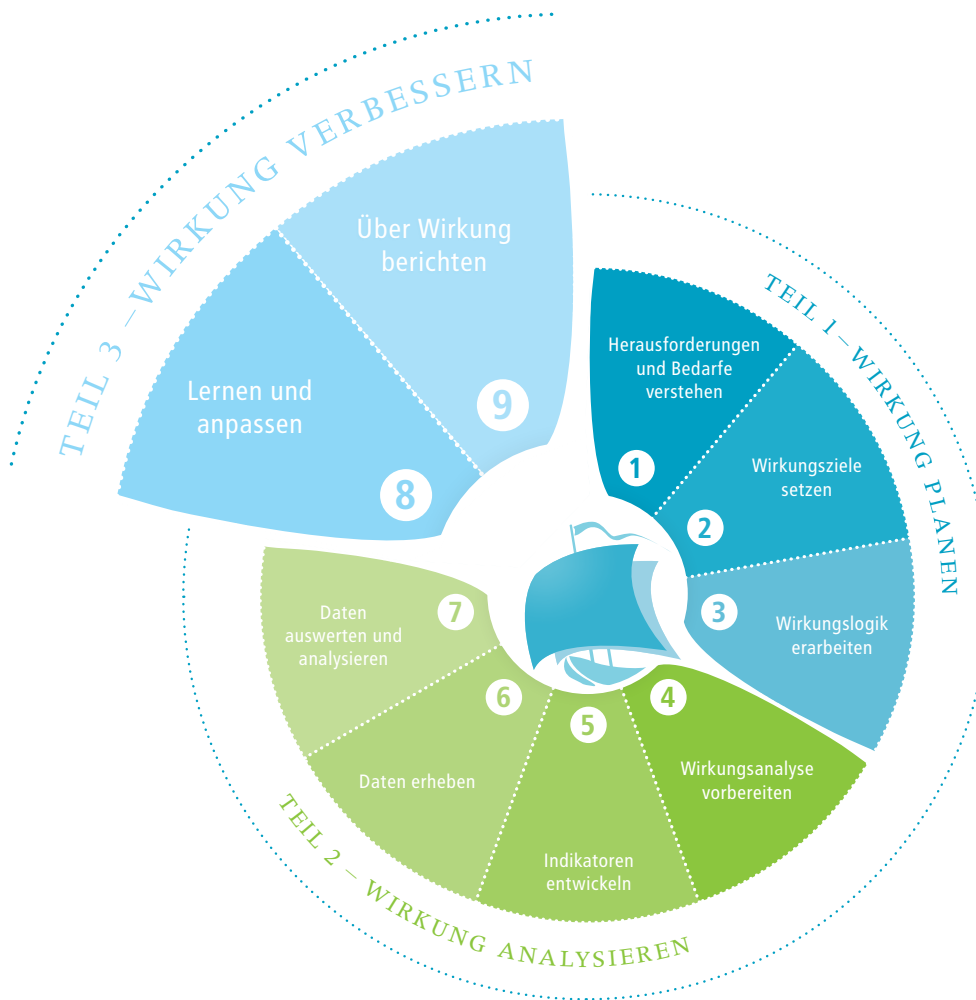 TEIL 1 – WIRKUNG PLANEN
Herausforderungen
und Bedarfe
verstehen
1
Wirkungsziele
setzen
2
Wirkungslogik
erarbeiten
3
TEIL 2 – WIRKUNG ANALYSIEREN
4
Wirkungsanalyse
vorbereiten
5
Indikatoren
entwickeln
6
Daten erheben
7
Daten
auswerten und
analysieren
TEIL 3 – WIRKUNG VERBESSERN
Lernen und
anpassen
8
Über Wirkung
berichten
9